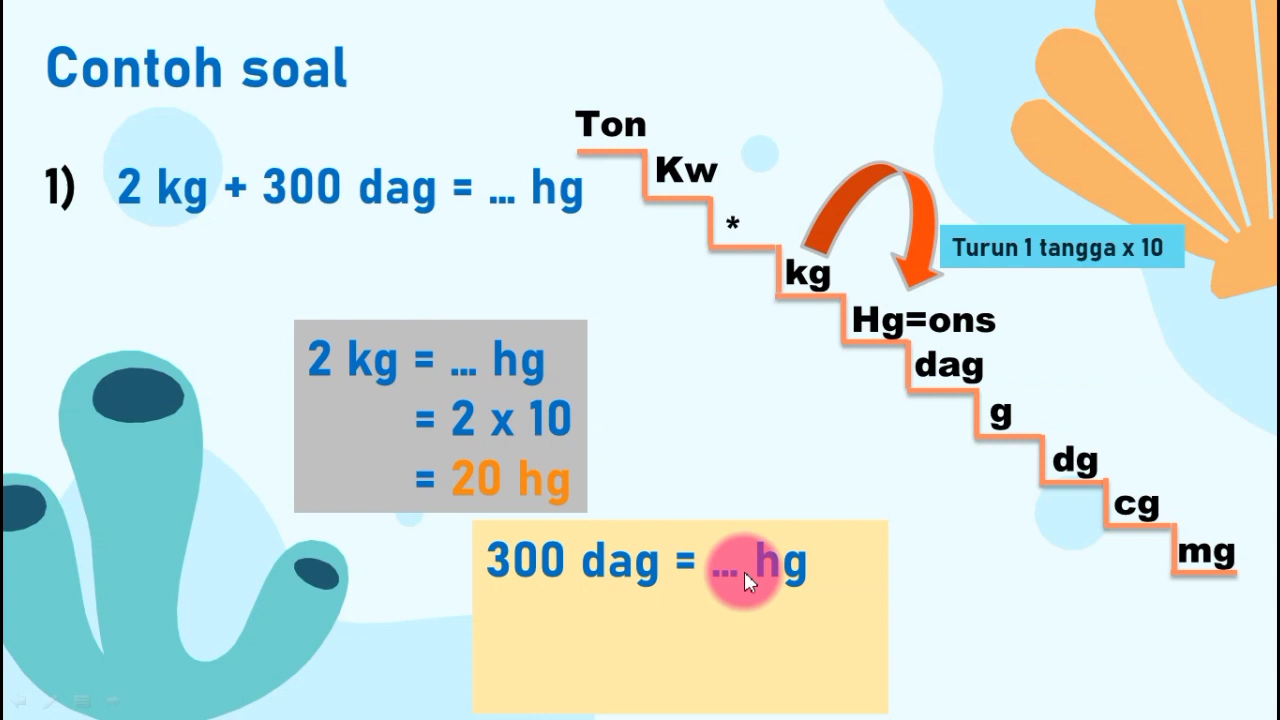 Contoh soal
1) 2 kg + 300 dag = ... hg
Ton
Kw
*
kg
Turun 1 tangga x 10
Hg=ons
dag
g
dg
cg
mg
2 kg = ... hg
= 2 x 10
= 20 hg
300 dag = ... hg